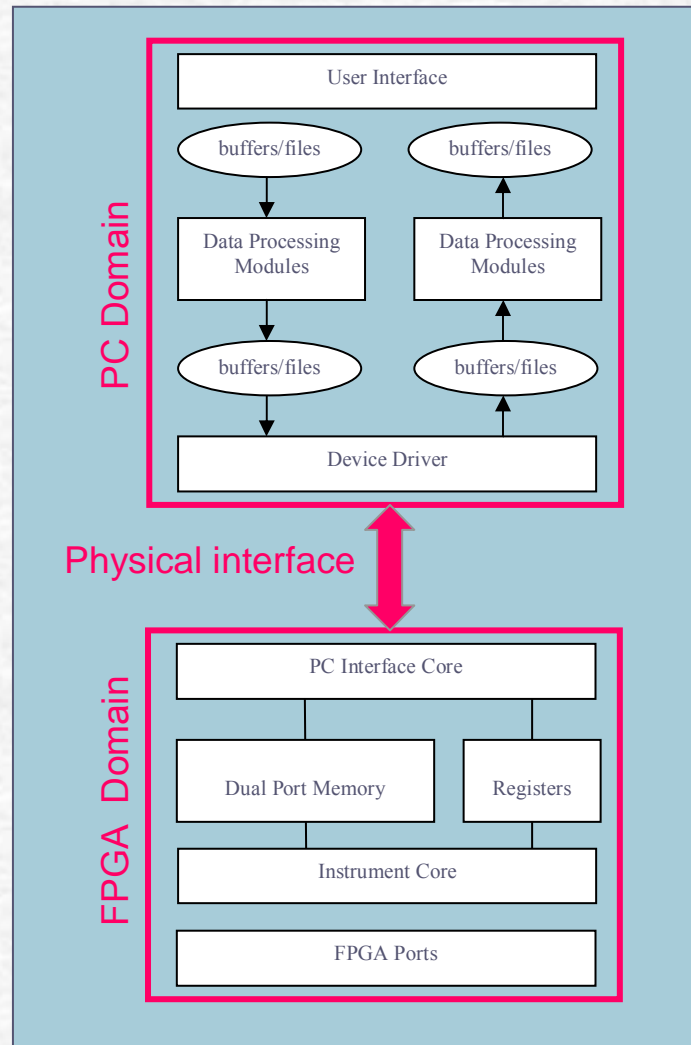 PC Domain
User Interface
buffers/files
buffers/files
Data Processing
Modules
Data Processing
Modules
buffers/files
buffers/files
Device Driver
Physical interface
FPGA Domain
PC Interface Core
Dual Port Memory
Registers
Instrument Core
FPGA Ports